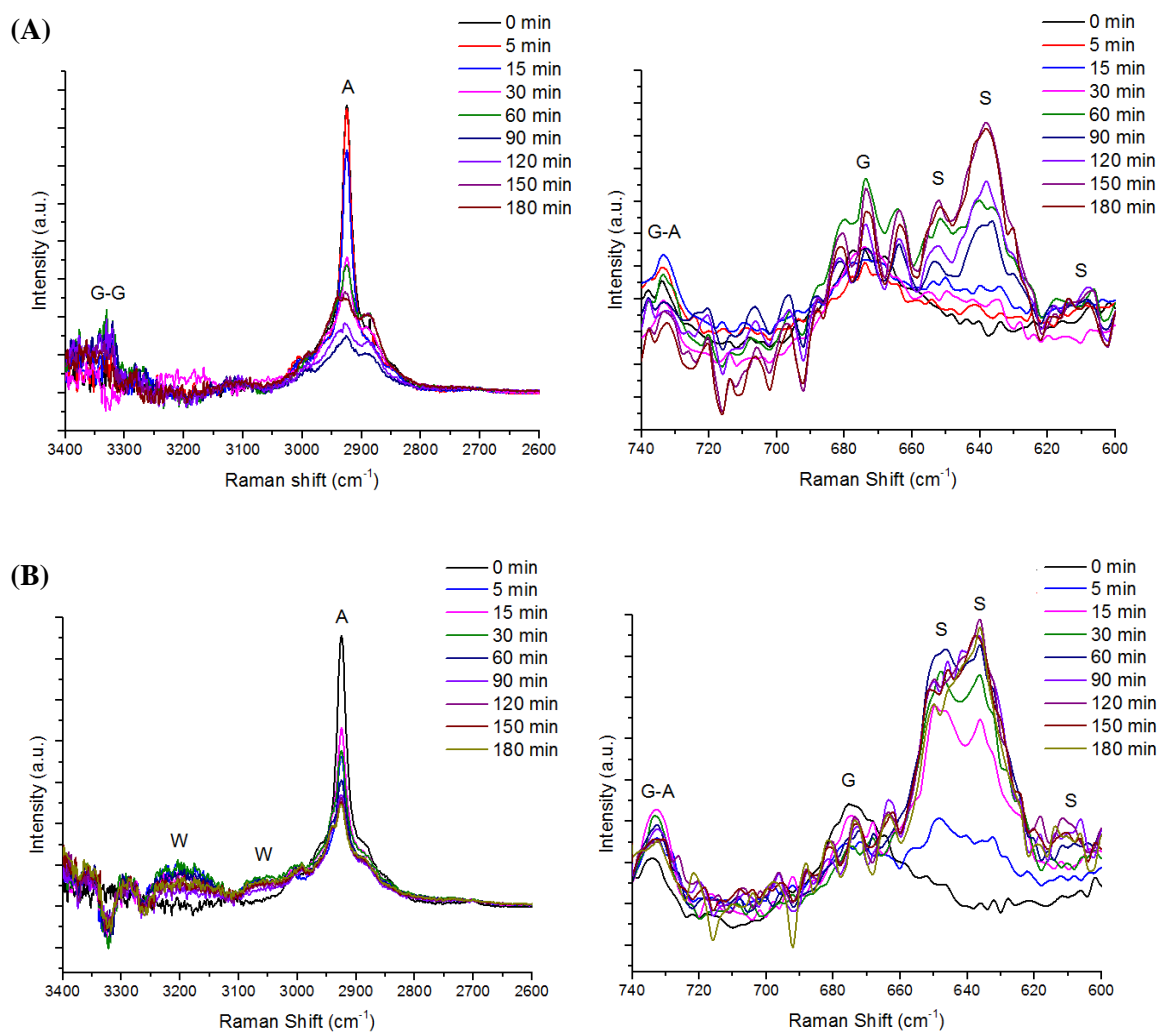 (A)
0 min
5 min
15 min
30 min
60 min
90 min
120 min
150 min
180 min
A
G-G
Intensity (a.u.)
3400 3300 3200 3100 3000 2900 2800 2700 2600
Raman shift (cm-1)
0 min
5 min
15 min
30 min
60 min
90 min
120 min
150 min
180 min
S
G
S
G-A
S
Intensity (a.u.)
740 720 700 680 660 640 620 600
Raman Shift (cm-1)
(B)
0 min
5 min
15 min
30 min
60 min
90 min
120 min
150 min
180 min
A
W
W
Intensity (a.u.)
3400 3300 3200 3100 3000 2900 2800 2700 2600
Raman Shift (cm-1)
0 min
5 min
15 min
30 min
60 min
90 min
120 min
150 min
180 min
S
S
G
G-A
S
Intensity (a.u.)
740 720 700 680 660 640 620 600
Raman Shift (cm-1)